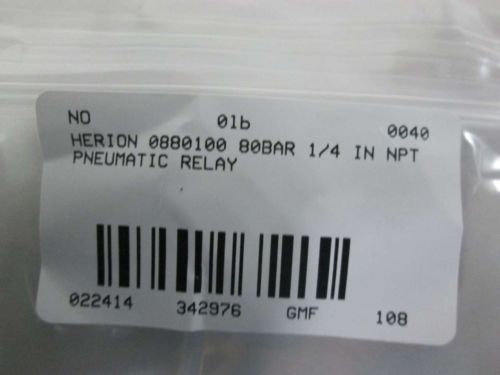 NO 01b 0040
HERION 0880100 80BAR 1/4 IN NPT
PNEUMATIC RELAY
022414 342976 GMF 108